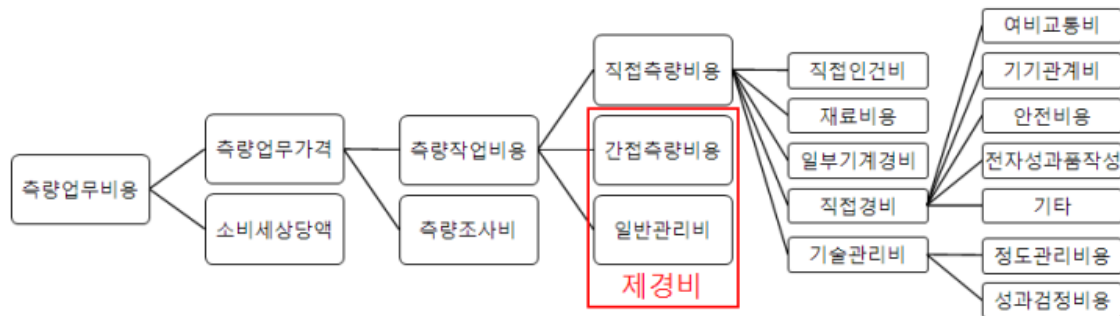 측량업무비용
측량업무가격
소비세상당액
측량작업비용
측량조사비
직접측량비용
간접측량비용
일반관리비
제경비
직접인건비
재료비용
일부기계경비
직접경비
기술관리비
여비교통비
기기관계비
안전비용
전자성과품작성
기타
정도관리비용
성과검정비용